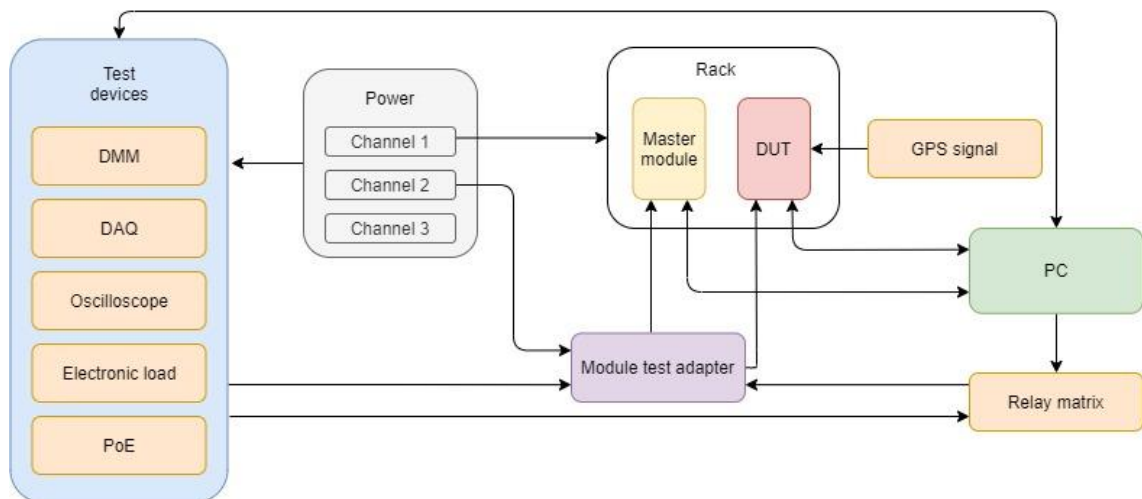 Test
devices
DMM
DAQ
Oscilloscope
Electronic load
PoE
Power
Channel 1
Channel 2
Channel 3
Rack
Master
module
DUT
GPS signal
PC
Module test adapter
Relay matrix